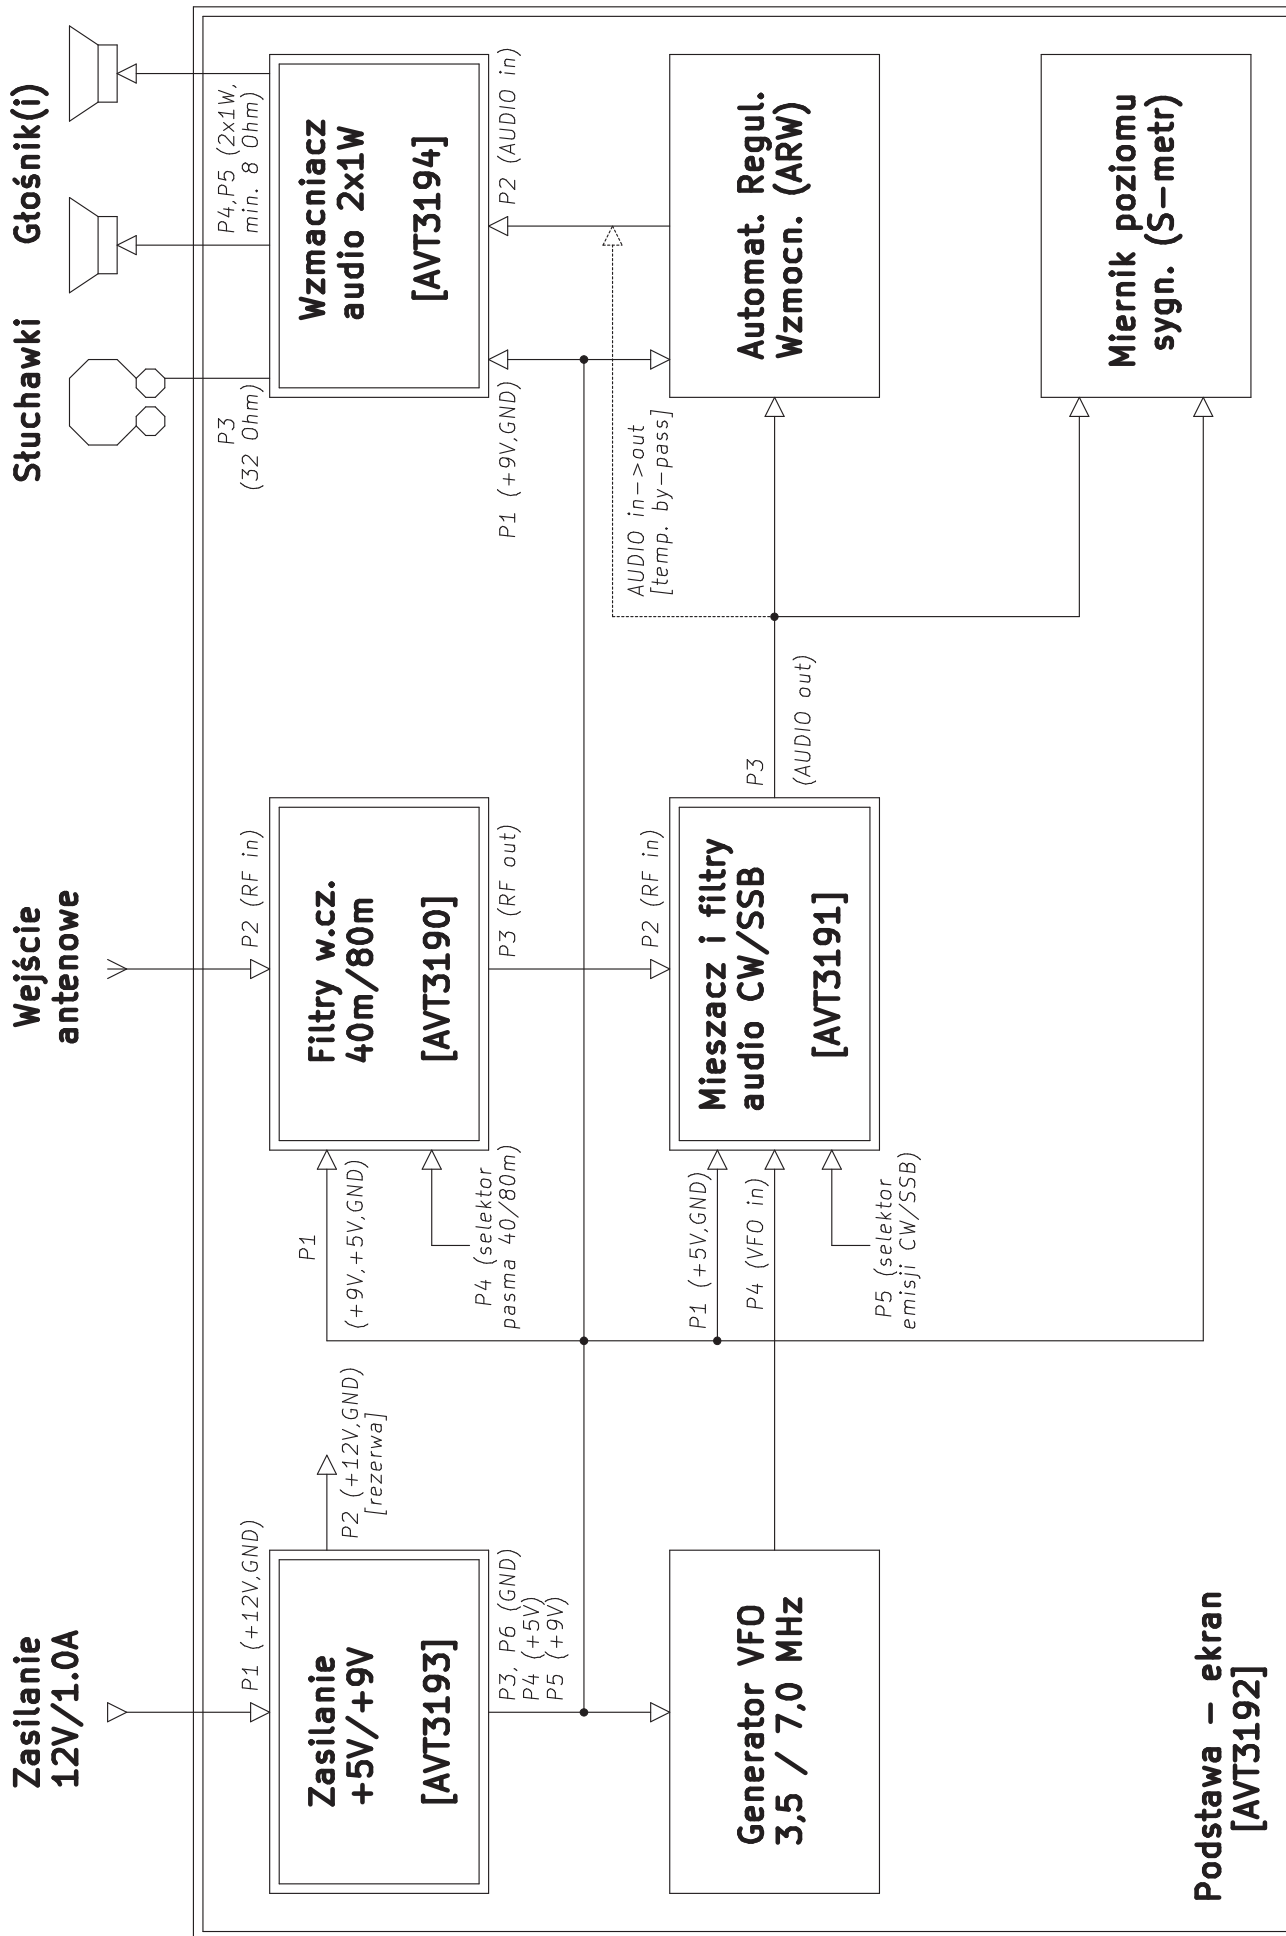 Zasilanie
12V/1.0A
Wejście
antenowe
Słuchawki
Głośnik(i)
P1 (+12V,GND)
P2 (RF in)
P3
(32 Ohm)
P4,P5 (2x1W,
min. 8 Ohm)
Zasilanie
+5V/+9V
[AVT3193]
P2 (+12V,GND)
[rezerwa]
P1
(+9V,+5V,GND)
P4 (selektor
pasma 40/80m)
Filtry w.cz.
40m/80m
[AVT3190]
Wzmacniacz
audio 2x1W
[AVT3194]
P3, P6 (GND)
P4 (+5V)
P5 (+9V)
P3 (RF out)
P1 (+9V,GND)
P2 (AUDIO in)
AUDIO in->out
[temp. by-pass]
P2 (RF in)
Generator VFO
3,5 / 7,0 MHz
P1 (+5V,GND)
P4 (VFO in)
P5 (selektor
emisji CW/SSB)
Mieszacz i filtry
audio CW/SSB
[AVT3191]
P3
(AUDIO out)
Automat. Regul.
Wzmocn. (ARW)
Miernik poziomu
sygn. (S-metr)
Podstawa - ekran
[AVT3192]